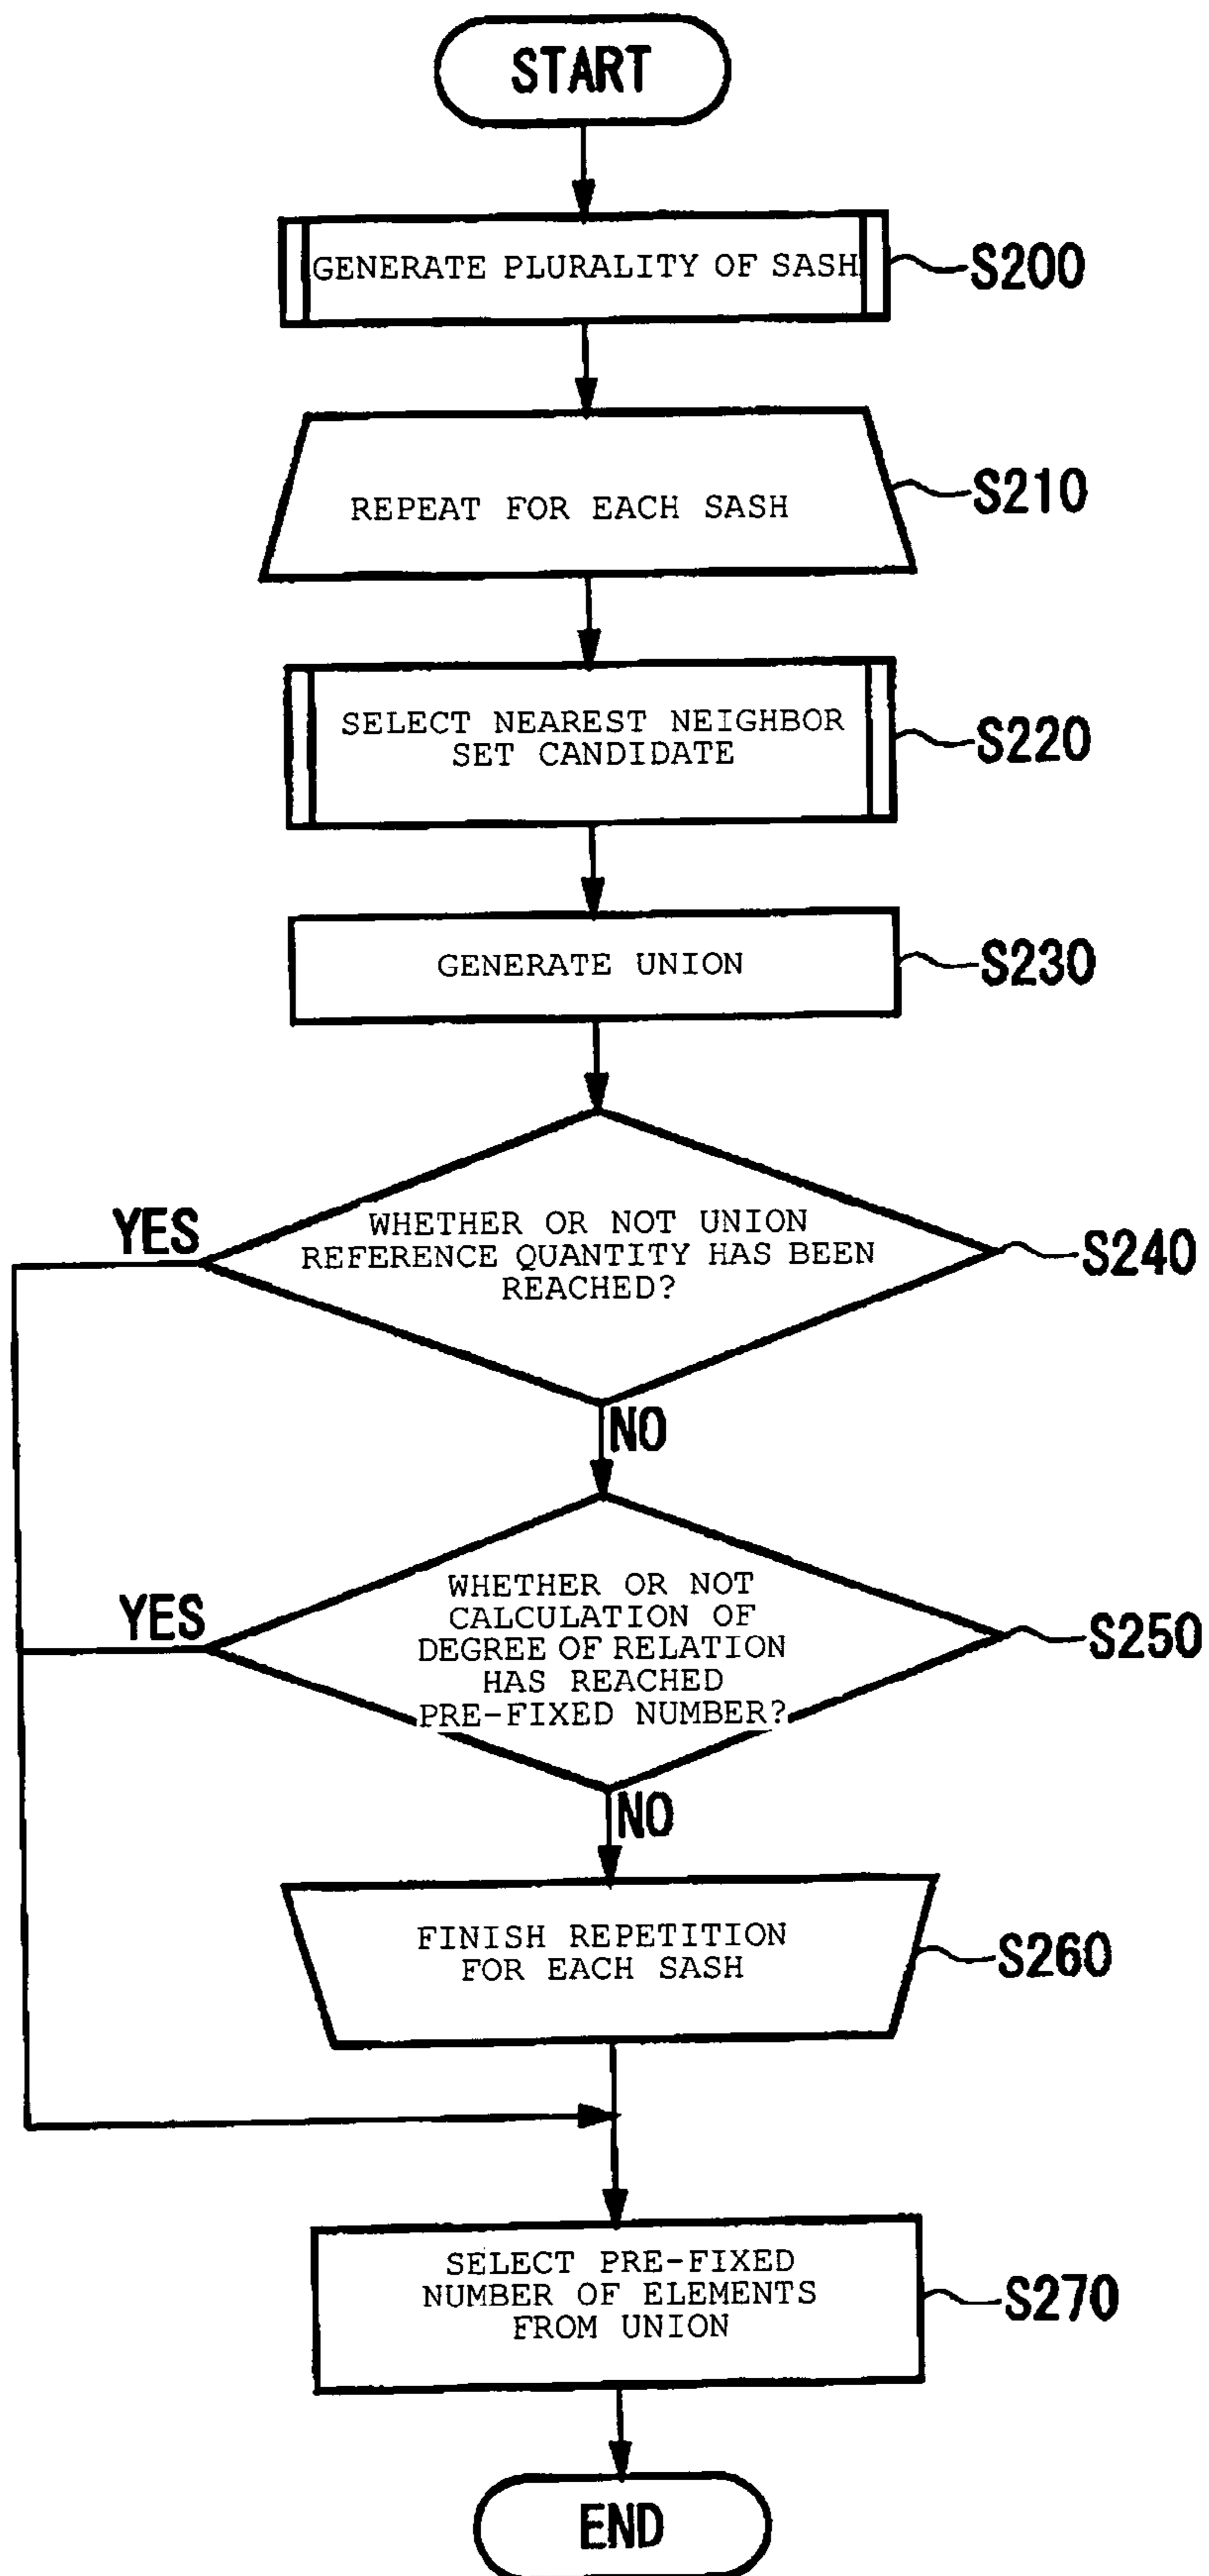 START
GENERATE PLURALITY OF SASH
S200
REPEAT FOR EACH SASH
S210
SELECT NEAREST NEIGHBOR
SET CANDIDATE
S220
GENERATE UNION
S230
YES
WHETHER OR NOT UNION
REFERENCE QUANTITY HAS BEEN
REACHED?
S240
NO
YES
WHETHER OR NOT
CALCULATION OF
DEGREE OF RELATION
HAS REACHED
PRE-FIXED NUMBER?
S250
NO
FINISH REPETITION
FOR EACH SASH
S260
SELECT PRE-FIXED
NUMBER OF ELEMENTS
FROM UNION
S270
END